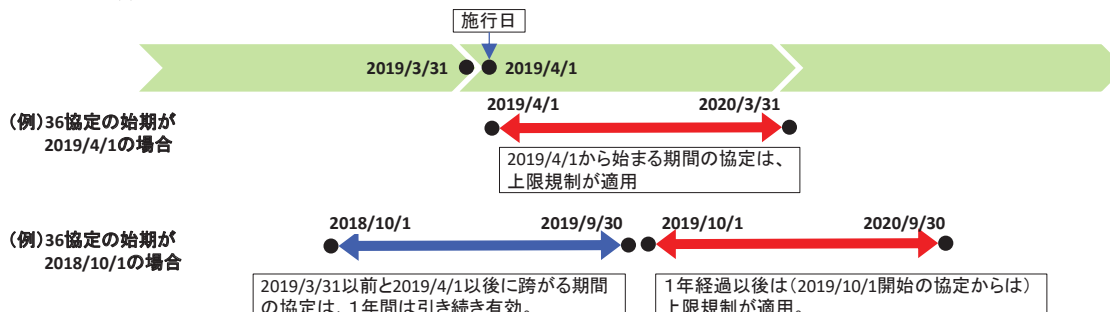 施行日
2019/3/31
2019/4/1
2019/4/1
2020/3/31
(例)36協定の始期が
2019/4/1の場合
2019/4/1から始まる期間の協定は、
上限規制が適用
2018/10/1
2019/9/30
2019/10/1
2020/9/30
(例)36協定の始期が
2018/10/1の場合
2019/3/31以前と2019/4/1以後に跨がる期間
の協定は、1年間は引き続き有効。
1年経過以後は(2019/10/1開始の協定からは)
上限規制が適用。